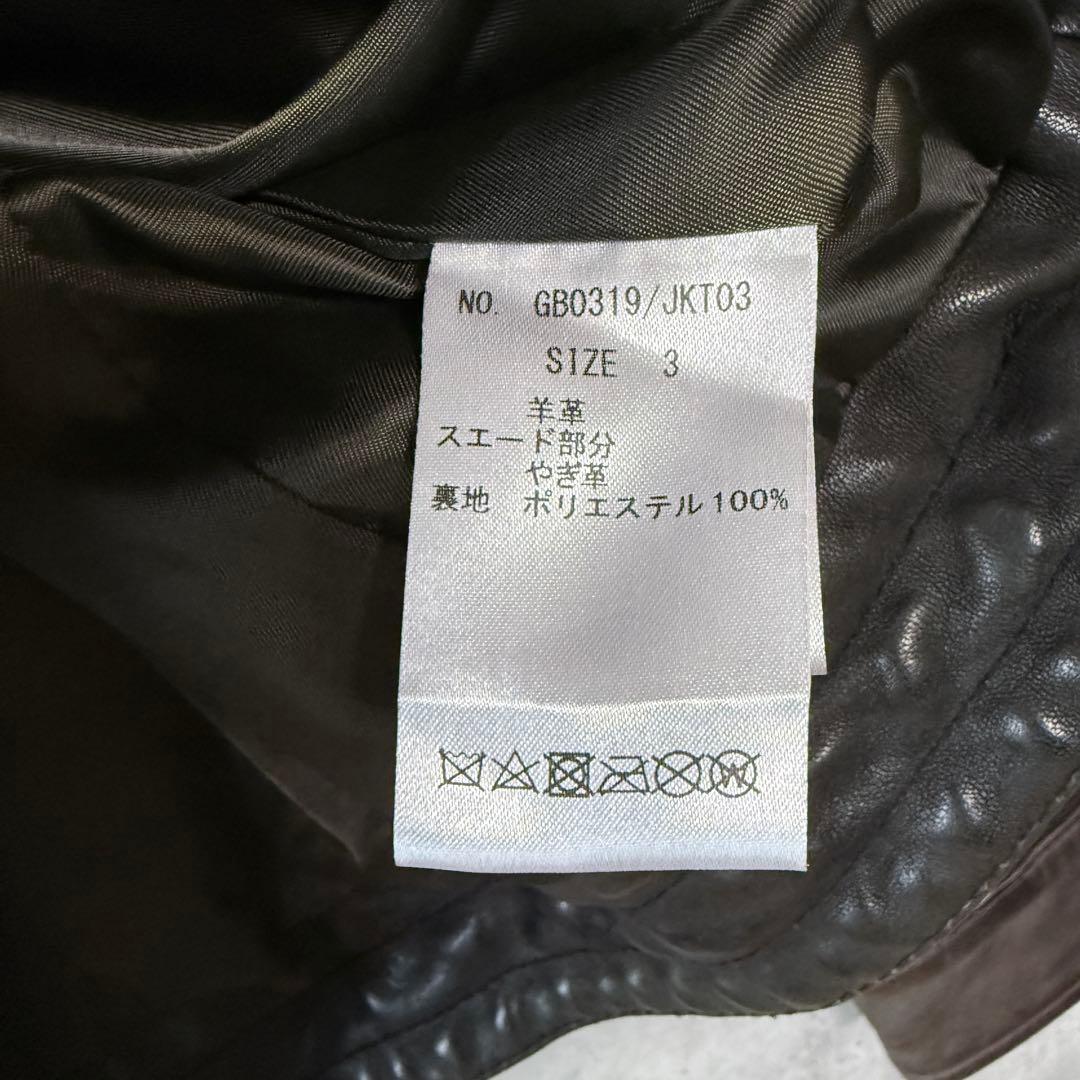 NO. GB0319/JKT03
SIZE 3
羊革
スエード部分
やぎ革
裏地 ポリエステル100%
W